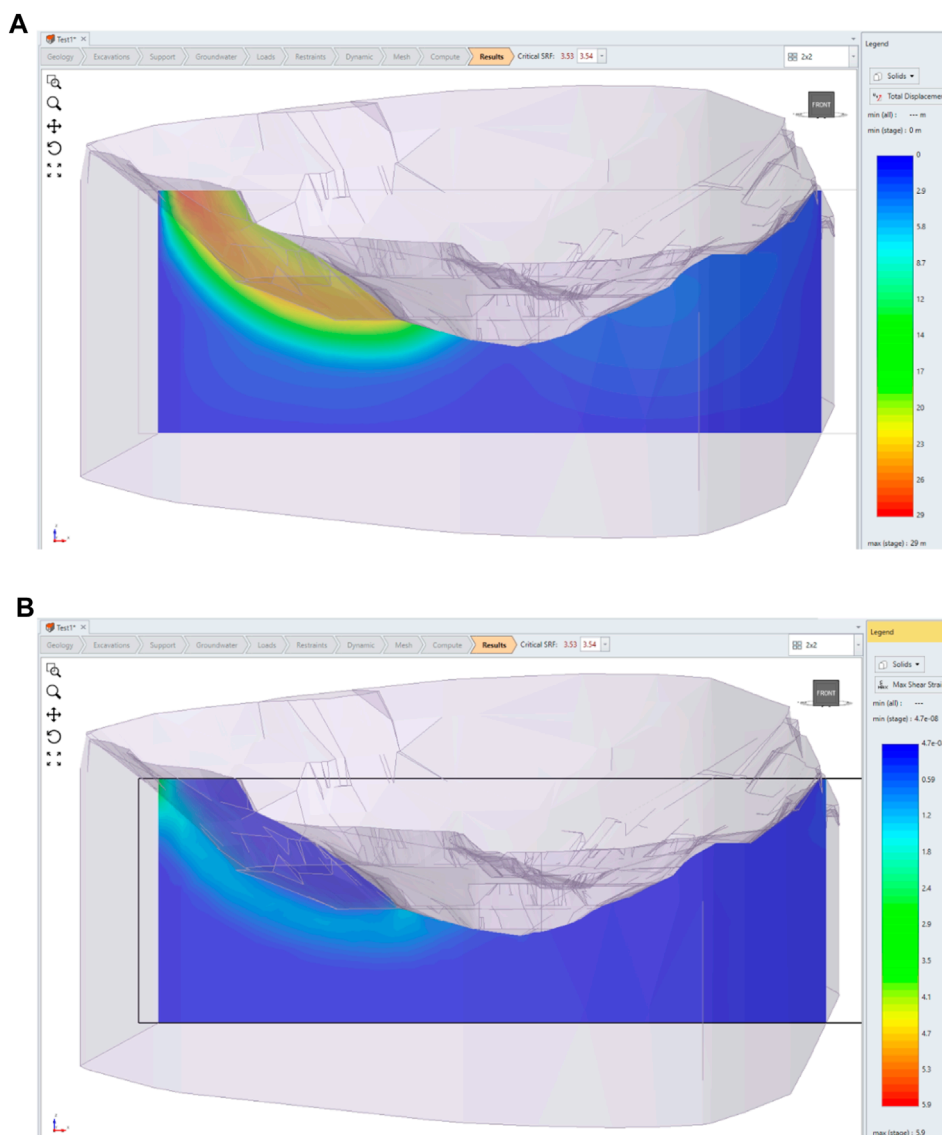 A
Test1* ×
Geology Excavations Support Groundwater Loads Restraints Dynamic Mesh Compute Results Critical SRF: 3.53 3.54
2x2
FRONT
Legend
Solids
Total Displaceme
min (all) : --- m
min (stage) : 0 m
0
2.9
5.8
8.7
12
14
17
20
23
26
29
max (stage) : 29 m
B
Test1* ×
Geology Excavations Support Groundwater Loads Restraints Dynamic Mesh Compute Results Critical SRF: 3.53 3.54
2x2
FRONT
Legend
Solids
Max Shear Strai
min (all) : ---
min (stage) : 4.7e-08
4.7e-0
0.59
1.2
1.8
2.4
2.9
3.5
4.1
4.7
5.3
5.9
max (stage) : 5.9